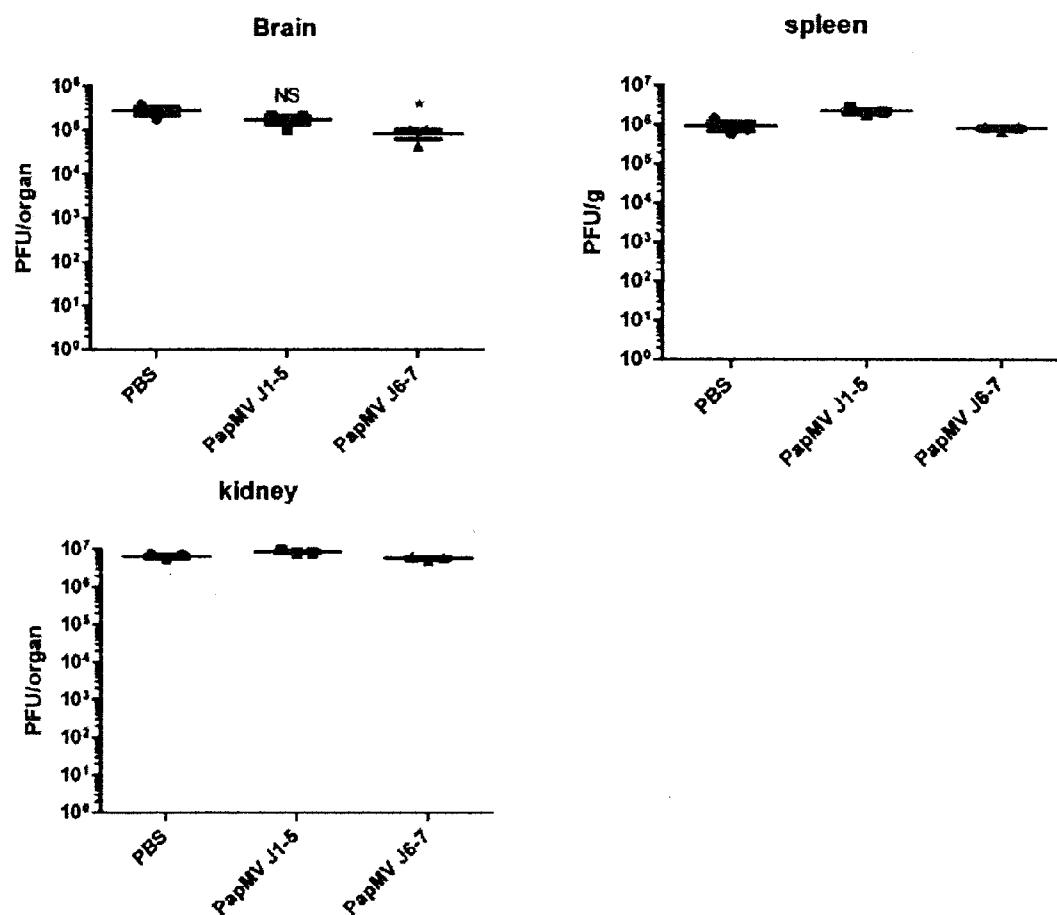 Brain
PFU/organ
10⁶
10⁵
10⁴
10³
10²
10¹
10⁰
NS
*
PBS
PapMV J1-5
PapMV J6-7
spleen
PFU/g
10⁷
10⁶
10⁵
10⁴
10³
10²
10¹
10⁰
PBS
PapMV J1-5
PapMV J6-7
kidney
PFU/organ
10⁷
10⁶
10⁵
10⁴
10³
10²
10¹
10⁰
PBS
PapMV J1-5
PapMV J6-7